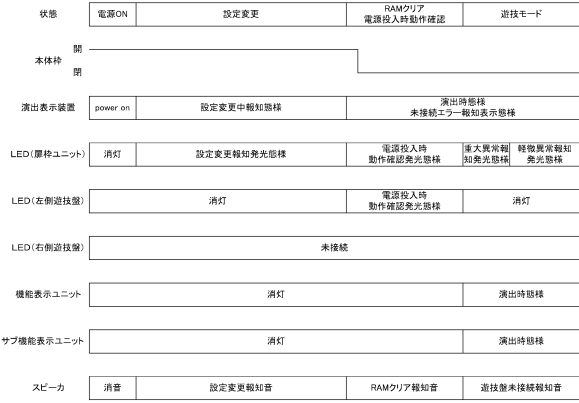 状態
電源ON
設定変更
RAMクリア
電源投入時動作確認
遊技モード
開
本体枠
閉
演出表示装置
power on
設定変更中報知態様
演出時態様
未接続エラー報知表示態様
LED(扉枠ユニット)
消灯
設定変更報知発光態様
電源投入時
動作確認発光態様
重大異常報
知発光態様
軽微異常報知
発光態様
LED(左側遊技盤)
消灯
電源投入時
動作確認発光態様
消灯
LED(右側遊技盤)
未接続
機能表示ユニット
消灯
演出時態様
サブ機能表示ユニット
消灯
演出時態様
スピーカ
消音
設定変更報知音
RAMクリア報知音
遊技盤未接続報知音